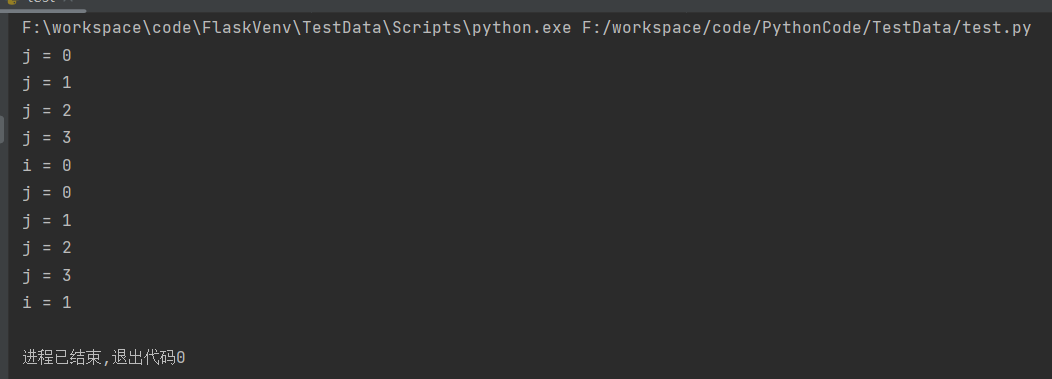 F:\workspace\code\FlaskVenv\TestData\Scripts\python.exe F:/workspace/code/PythonCode/TestData/test.py
j = 0
j = 1
j = 2
j = 3
i = 0
j = 0
j = 1
j = 2
j = 3
i = 1
进程已结束,退出代码0